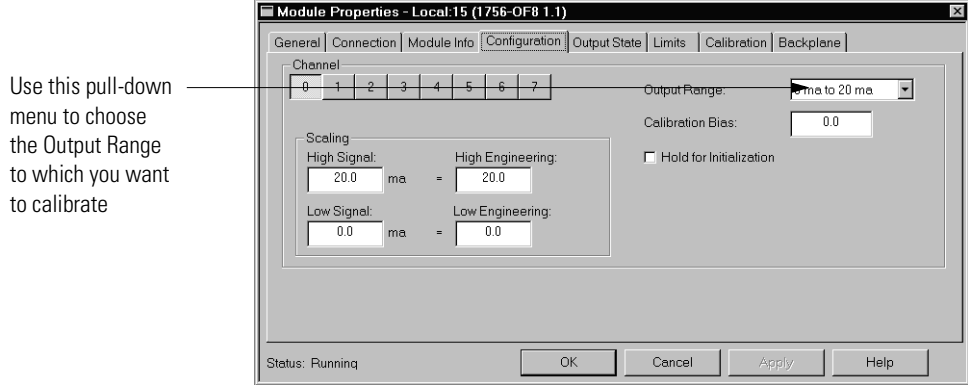 Module Properties - Local:15 (1756-OF8 1.1)
General Connection Module Info Configuration Output State Limits Calibration Backplane
Use this pull-down
menu to choose
the Output Range
to which you want
to calibrate
Channel
0 1 2 3 4 5 6 7
Output Range: 0 ma to 20 ma
Calibration Bias: 0.0
Hold for Initialization
Scaling
High Signal: High Engineering:
20.0 ma = 20.0
Low Signal: Low Engineering:
0.0 ma = 0.0
Status: Running
OK Cancel Apply Help